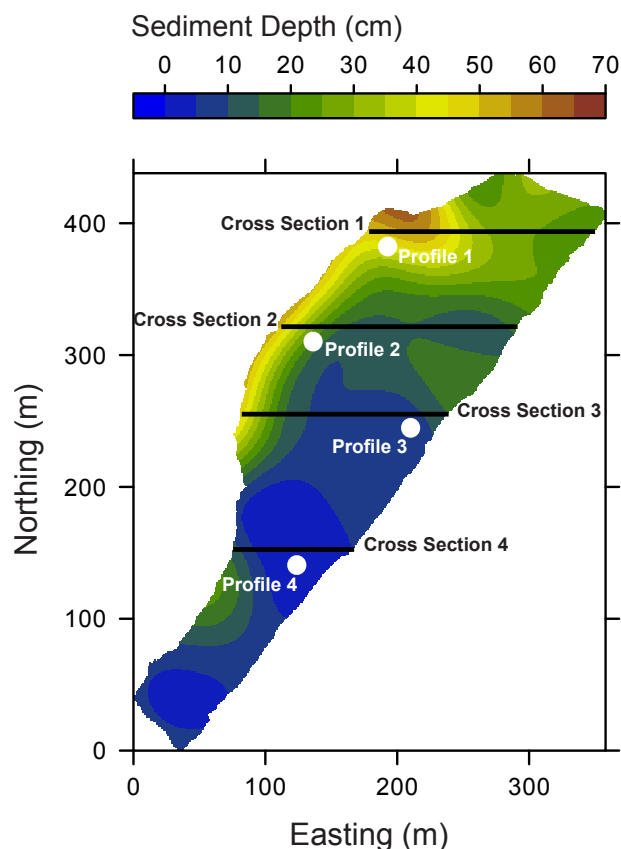 Sediment Depth (cm)
0 10 20 30 40 50 60 70
400
Cross Section 1
Profile 1
Cross Section 2
300
Profile 2
Cross Section 3
Profile 3
200
Cross Section 4
Profile 4
100
0
Northing (m)
0 100 200 300
Easting (m)